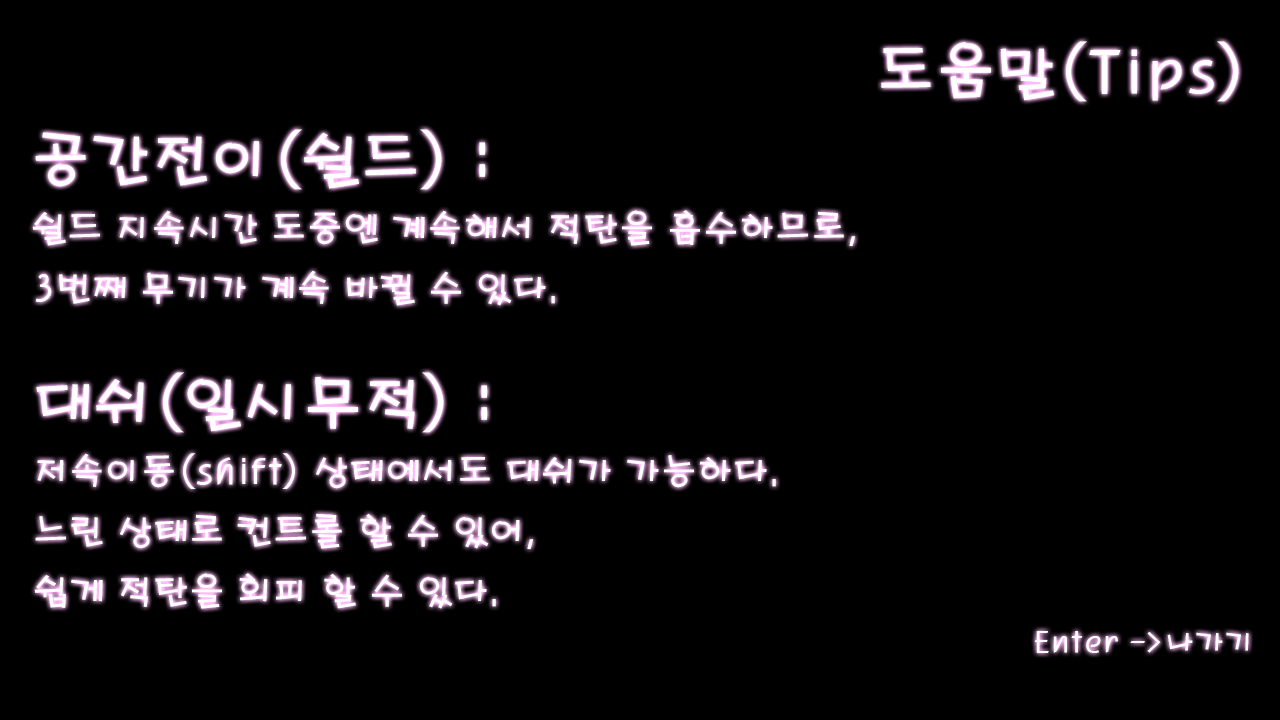 도움말(Tips)
공간전이(쉴드) :
쉴드 지속시간 도중엔 계속해서 적탄을 흡수하므로,
3번째 무기가 계속 바뀔 수 있다.
대쉬(일시무적) :
저속이동(shift) 상태에서도 대쉬가 가능하다.
느린 상태로 컨트롤 할 수 있어,
쉽게 적탄을 회피 할 수 있다.
Enter ->나가기